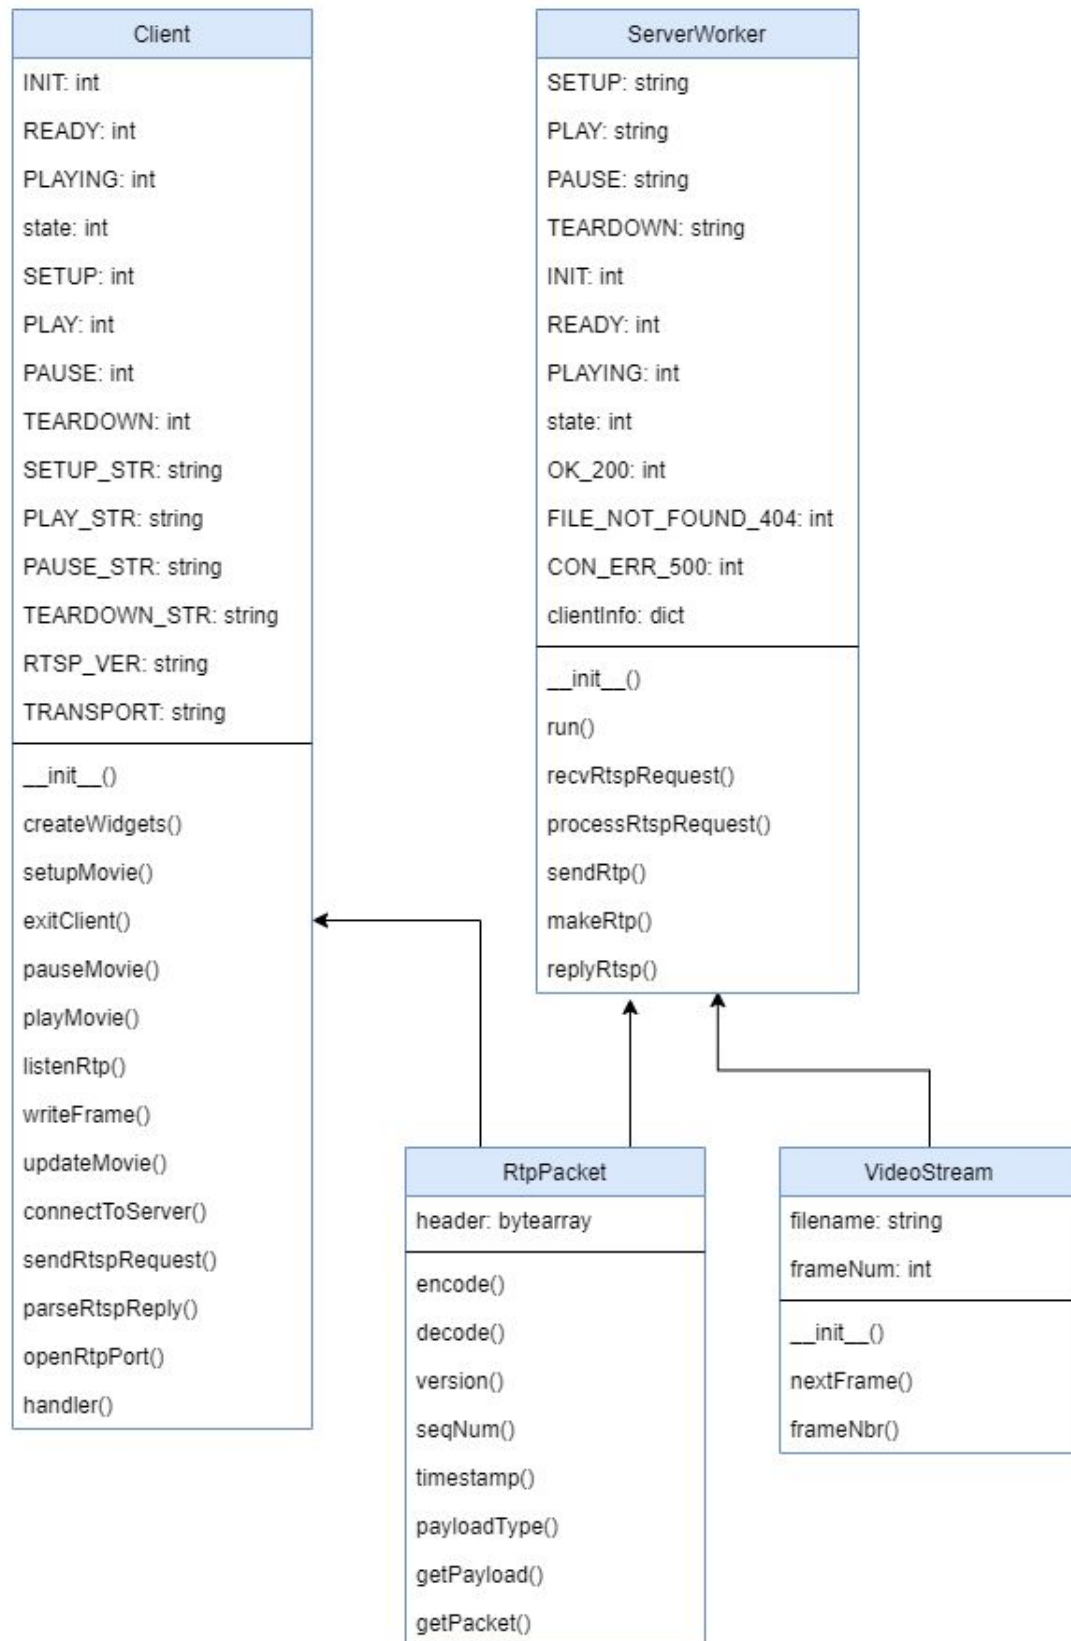 Client
INIT: int
READY: int
PLAYING: int
state: int
SETUP: int
PLAY: int
PAUSE: int
TEARDOWN: int
SETUP_STR: string
PLAY_STR: string
PAUSE_STR: string
TEARDOWN_STR: string
RTSP_VER: string
TRANSPORT: string
__init__()
createWidgets()
setupMovie()
exitClient()
pauseMovie()
playMovie()
listenRtp()
writeFrame()
updateMovie()
connectToServer()
sendRtspRequest()
parseRtspReply()
openRtpPort()
handler()
ServerWorker
SETUP: string
PLAY: string
PAUSE: string
TEARDOWN: string
INIT: int
READY: int
PLAYING: int
state: int
OK_200: int
FILE_NOT_FOUND_404: int
CON_ERR_500: int
clientInfo: dict
__init__()
run()
recvRtspRequest()
processRtspRequest()
sendRtp()
makeRtp()
replyRtsp()
RtpPacket
header: bytearray
encode()
decode()
version()
seqNum()
timestamp()
payloadType()
getPayload()
getPacket()
VideoStream
filename: string
frameNum: int
__init__()
nextFrame()
frameNbr()